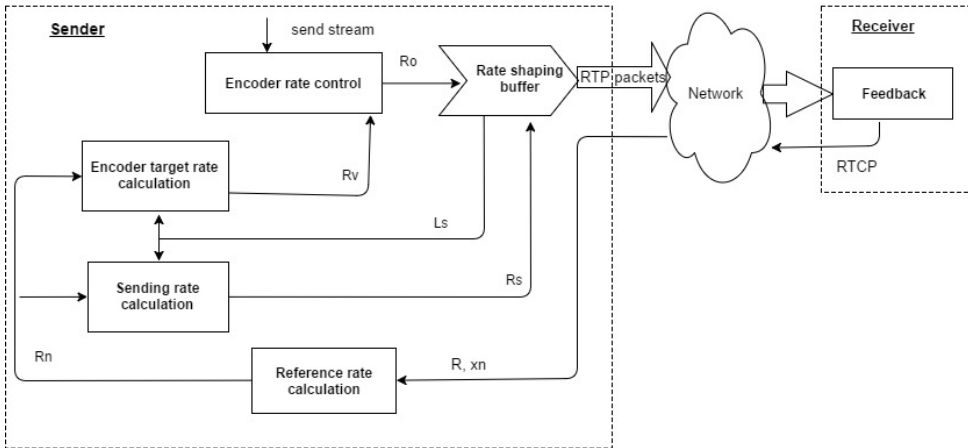 Sender
send stream
Receiver
Encoder rate control
Ro
Rate shaping
buffer
RTP packets
Network
Feedback
RTCP
Encoder target rate
calculation
Rv
Ls
Sending rate
calculation
Rs
Rn
Reference rate
calculation
R, xn